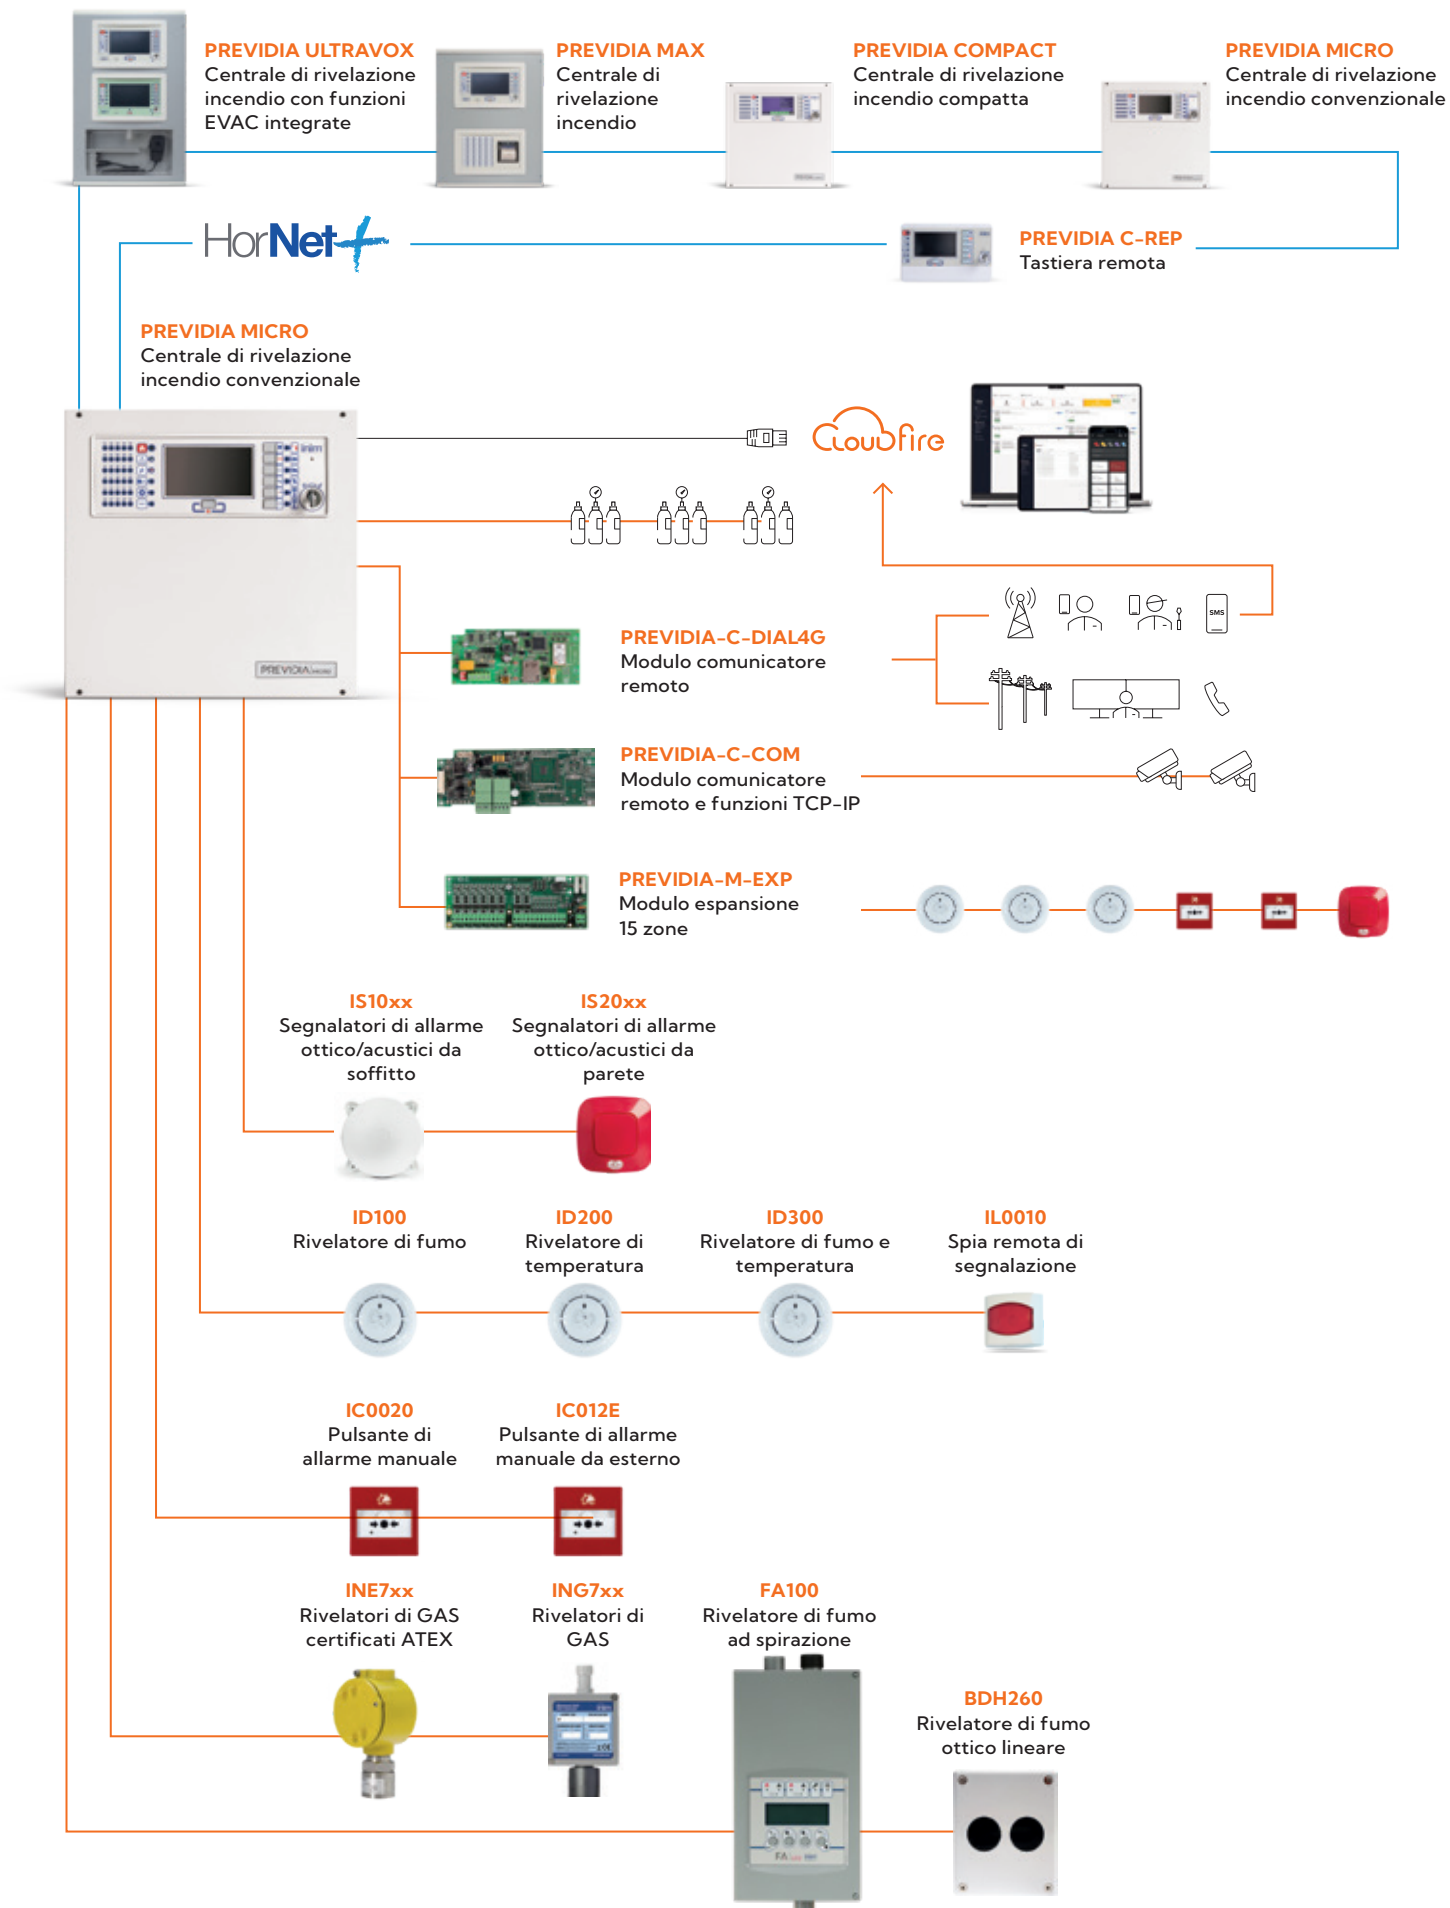 PREVIDIA ULTRAVOX
Centrale di rivelazione
incendio con funzioni
EVAC integrate
PREVIDIA MAX
Centrale di
rivelazione
incendio
PREVIDIA COMPACT
Centrale di rivelazione
incendio compatta
PREVIDIA MICRO
Centrale di rivelazione
incendio convenzionale
HorNet+
PREVIDIA C-REP
Tastiera remota
PREVIDIA MICRO
Centrale di rivelazione
incendio convenzionale
inim
CLOUDFIRE
PREVIDIA MICRO
SMS
PREVIDIA-C-DIAL4G
Modulo comunicatore
remoto
PREVIDIA-C-COM
Modulo comunicatore
remoto e funzioni TCP-IP
PREVIDIA-M-EXP
Modulo espansione
15 zone
IS10xx
Segnalatori di allarme
ottico/acustici da
soffitto
IS20xx
Segnalatori di allarme
ottico/acustici da
parete
ID100
Rivelatore di fumo
ID200
Rivelatore di
temperatura
ID300
Rivelatore di fumo e
temperatura
IL0010
Spia remota di
segnalazione
IC0020
Pulsante di
allarme manuale
IC012E
Pulsante di allarme
manuale da esterno
INE7xx
Rivelatori di GAS
certificati ATEX
ING7xx
Rivelatori di
GAS
FA100
Rivelatore di fumo
ad spirazione
BDH260
Rivelatore di fumo
ottico lineare